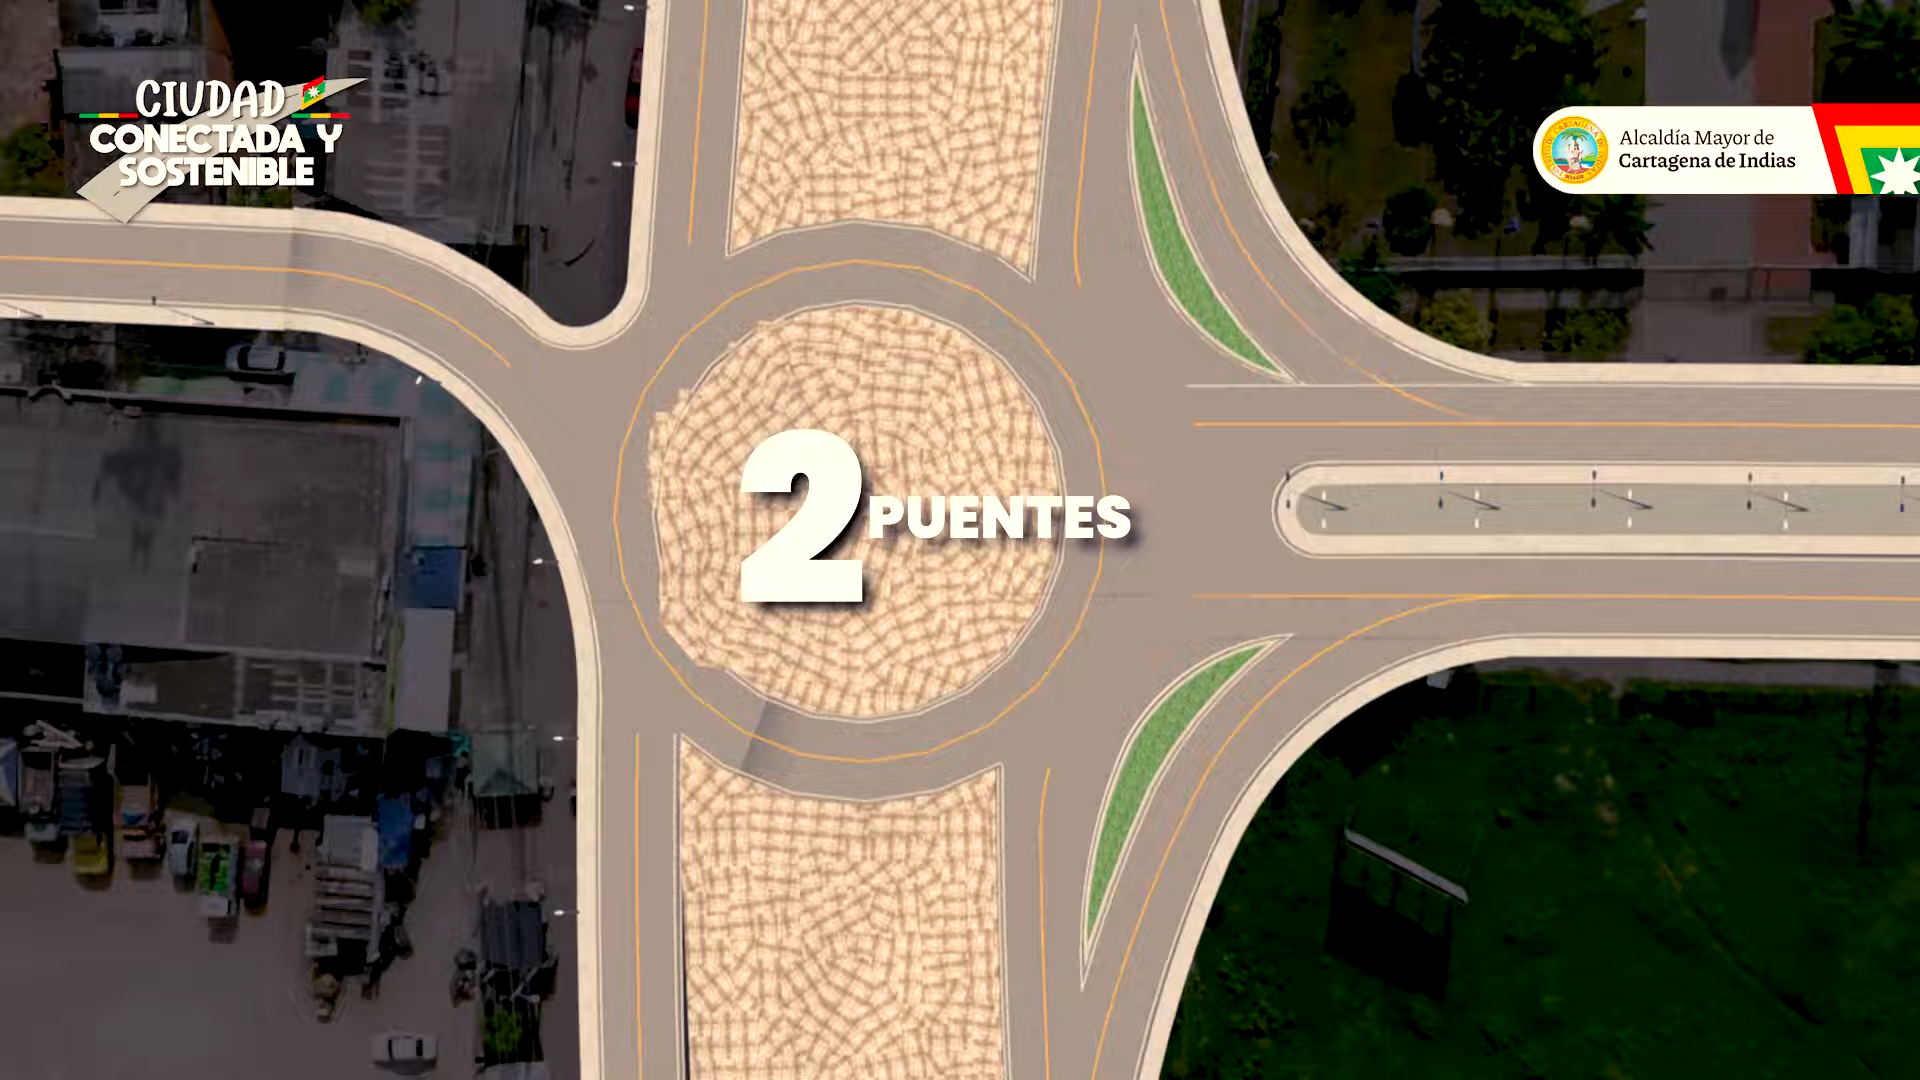 CIUDAD
CONECTADA Y
SOSTENIBLE
Alcaldía Mayor de
Cartagena de Indias
2 PUENTES